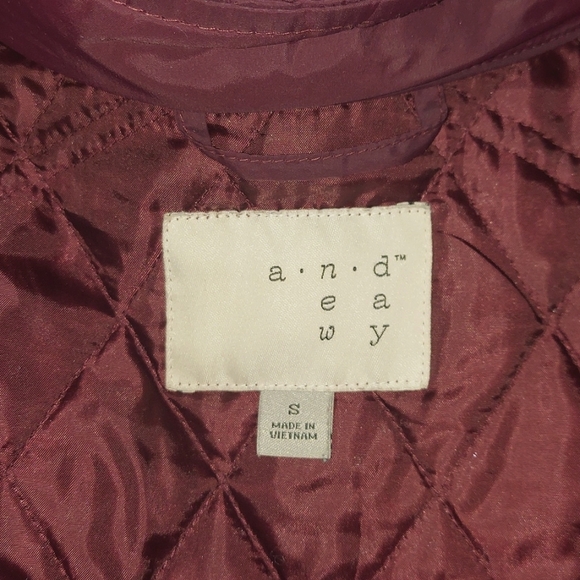 a · n · d™
e a
w y
S
MADE IN
VIETNAM